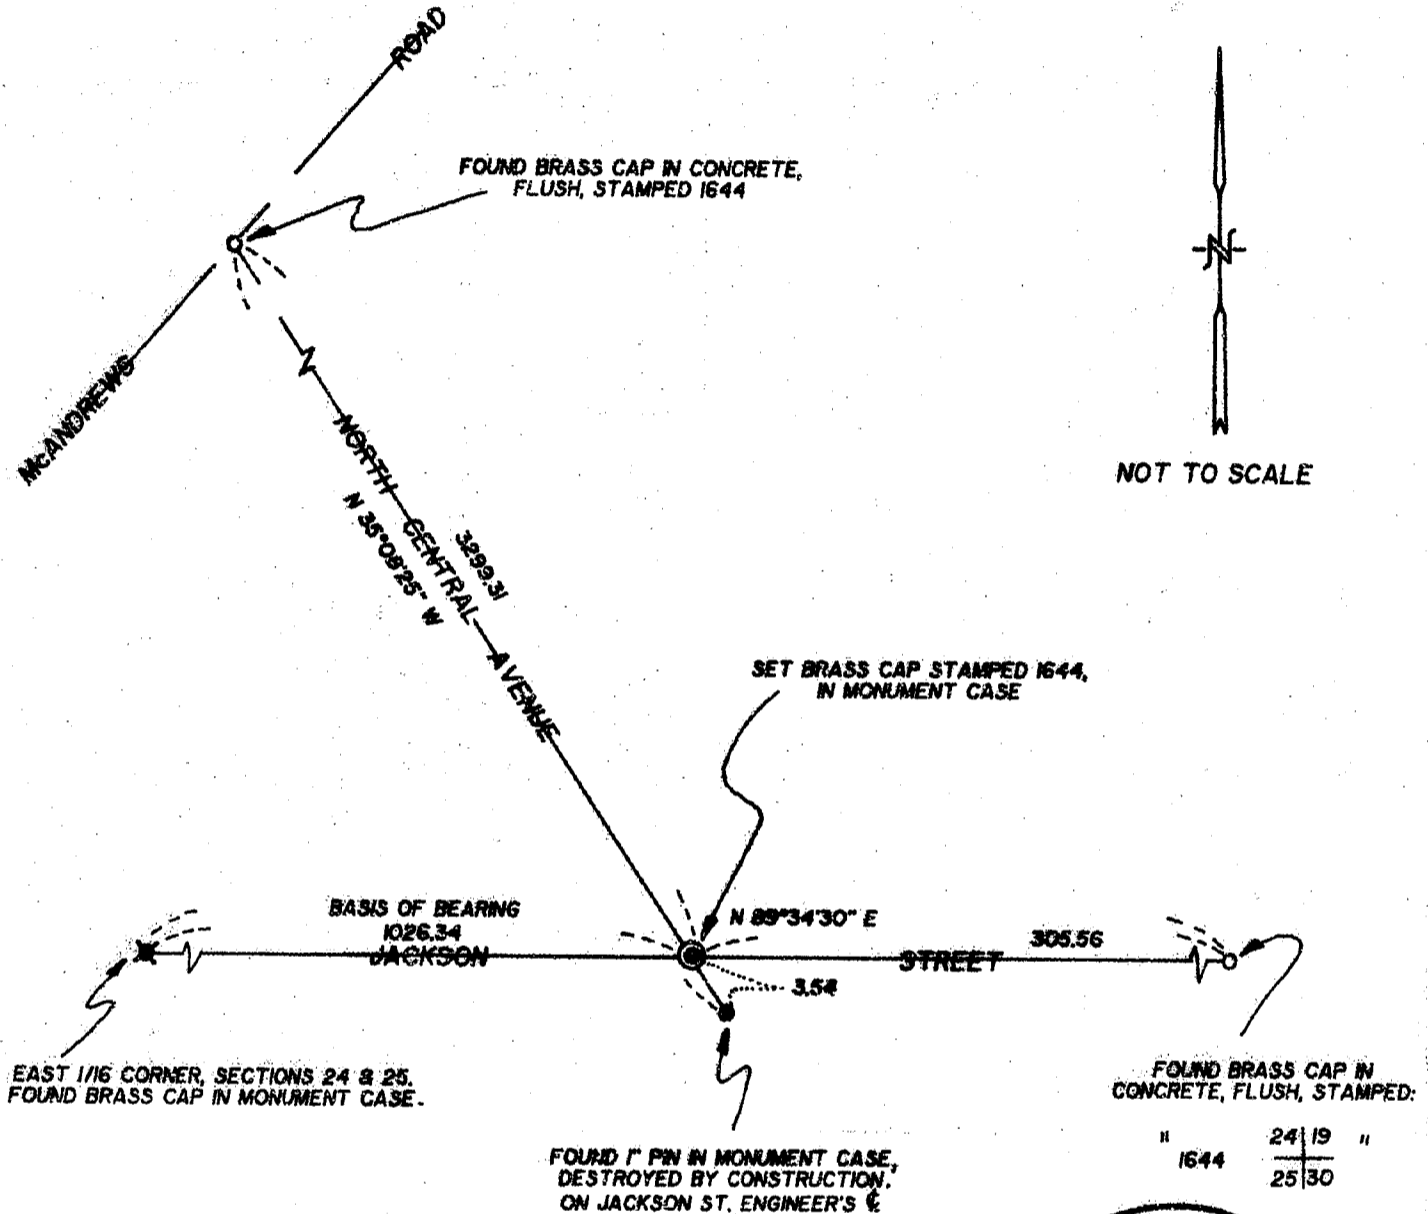 ROAD
FOUND BRASS CAP IN CONCRETE,
FLUSH, STAMPED 1644
McANDREWS
N
NOT TO SCALE
NORTH CENTRAL AVENUE
3299.31
N 35°08'25" W
SET BRASS CAP STAMPED 1644,
IN MONUMENT CASE
BASIS OF BEARING
1026.34
JACKSON
N 89°34'30" E
305.56
STREET
3.54
EAST 1/16 CORNER, SECTIONS 24 & 25.
FOUND BRASS CAP IN MONUMENT CASE.
FOUND BRASS CAP IN
CONCRETE, FLUSH, STAMPED:
" 24|19 "
1644
25|30
FOUND 1" PIN IN MONUMENT CASE,
DESTROYED BY CONSTRUCTION.
ON JACKSON ST. ENGINEER'S ℄